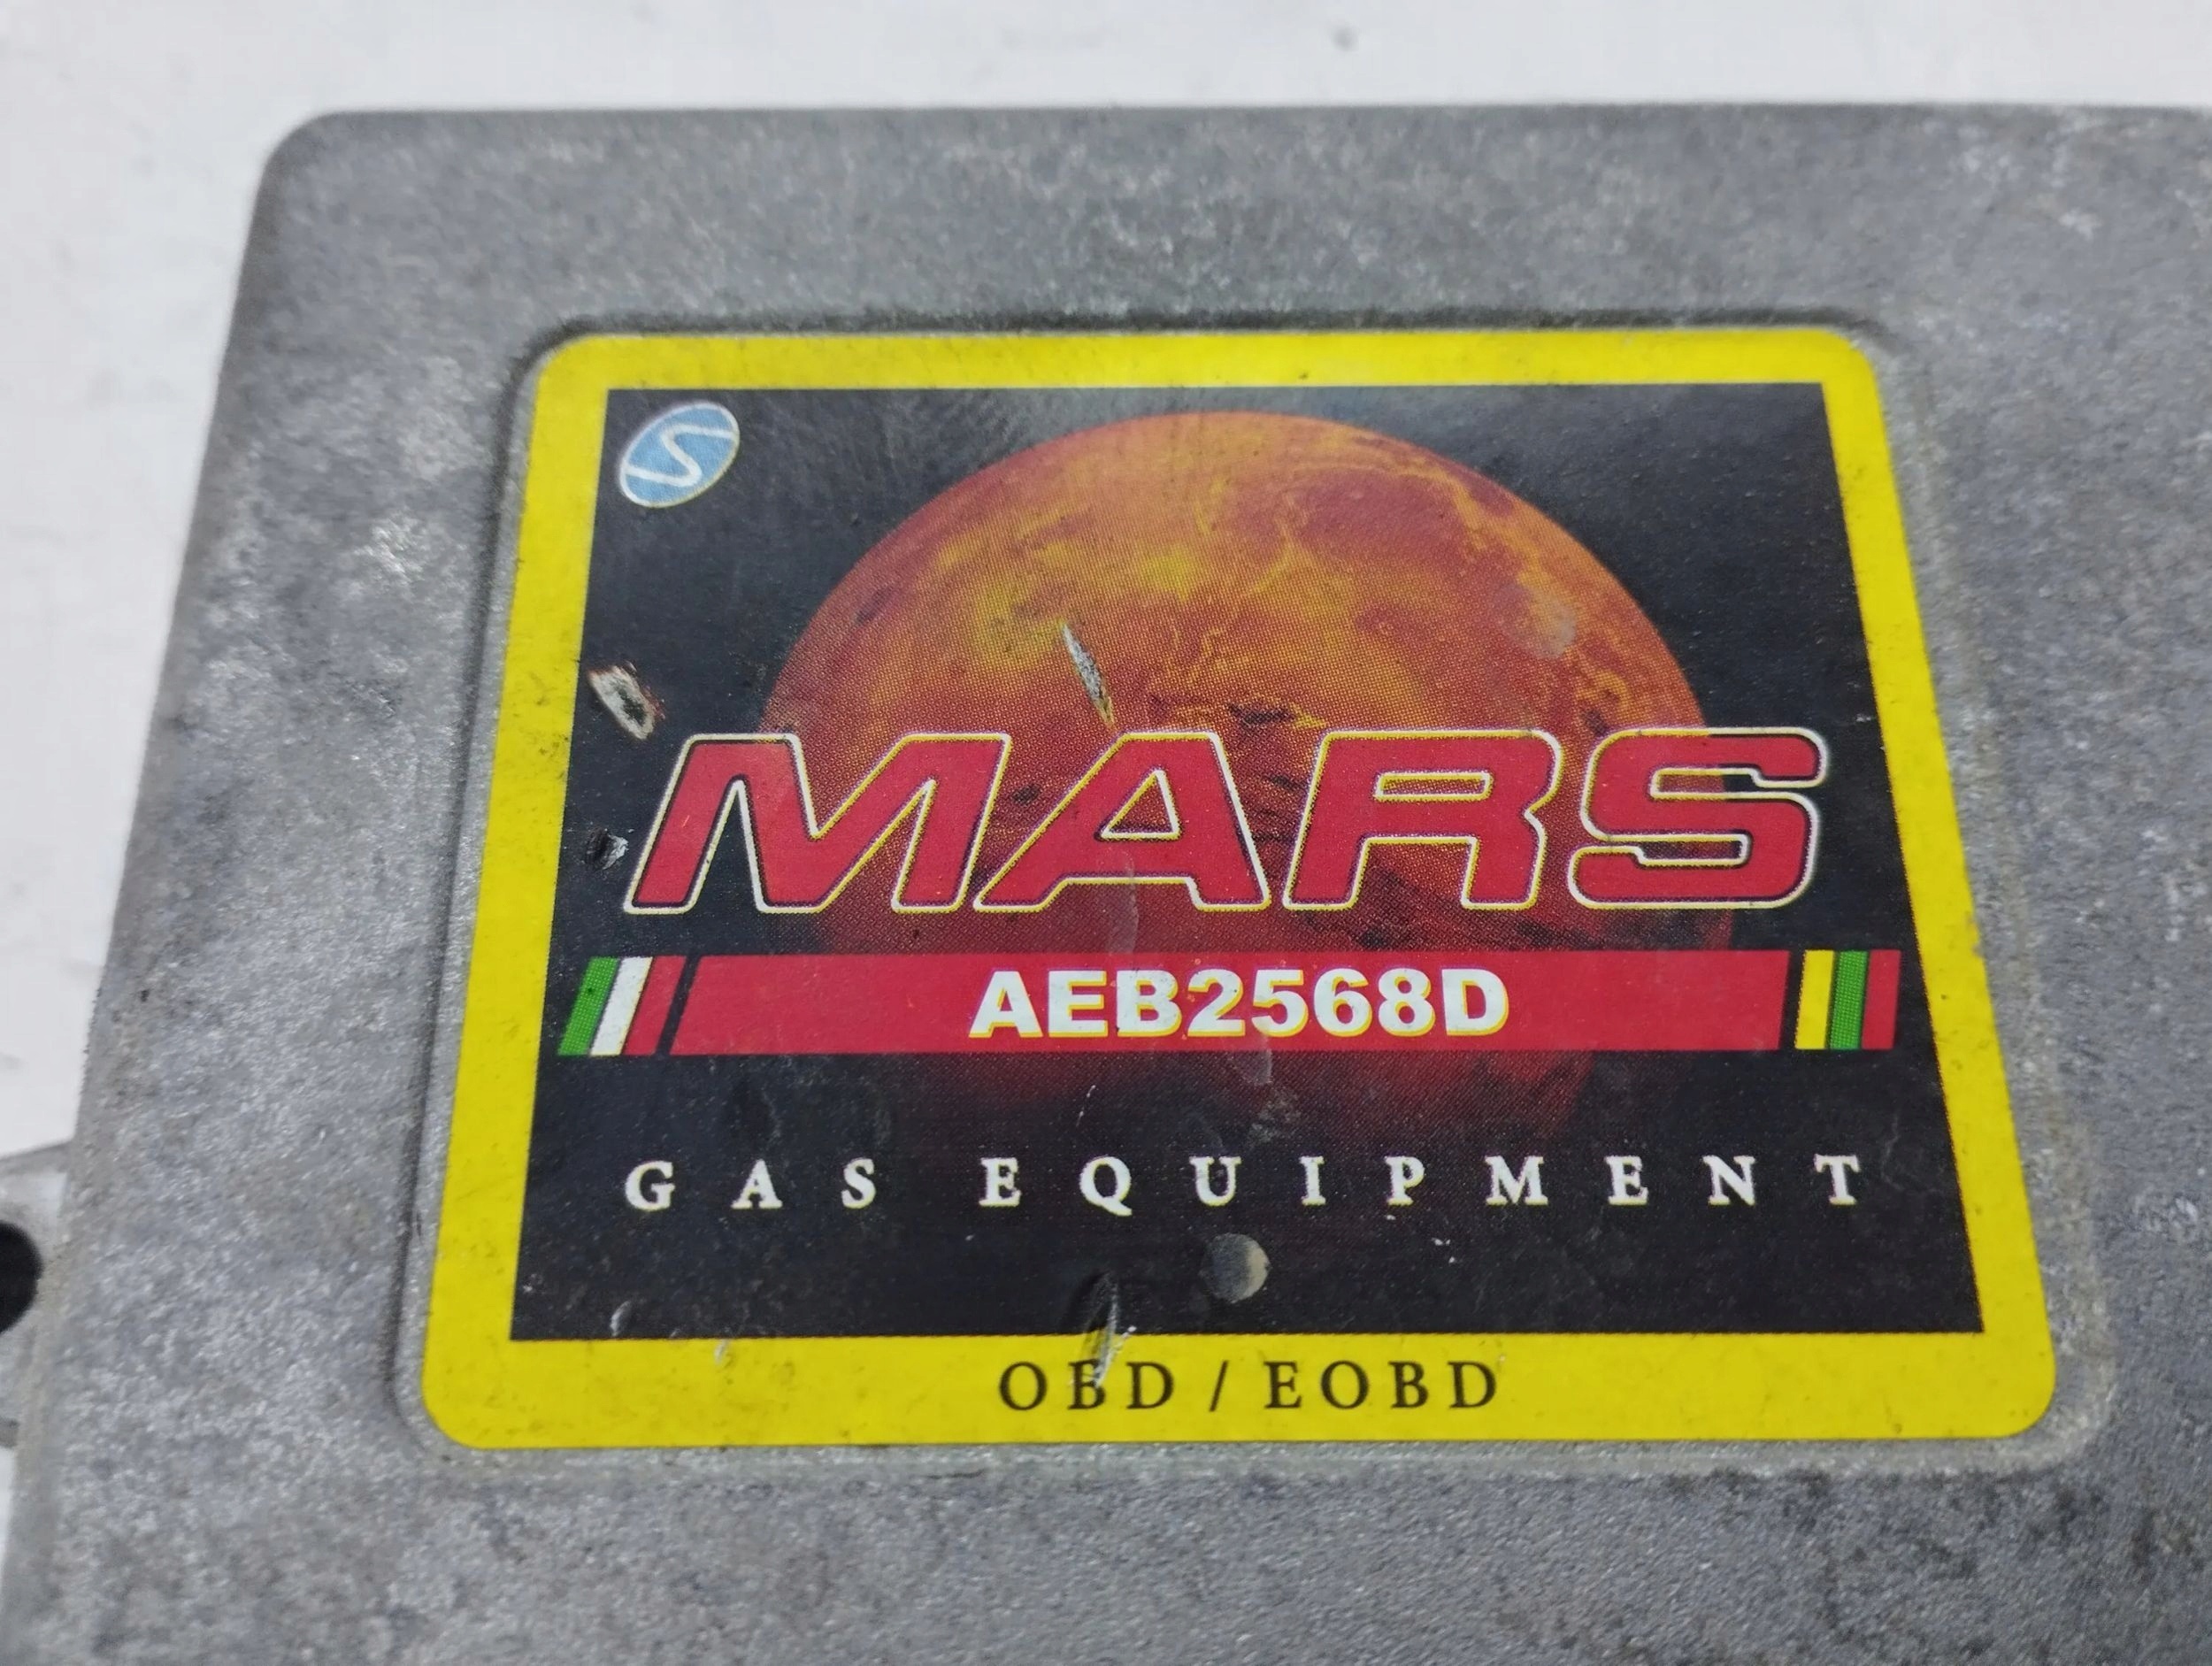 S
MARS
AEB2568D
GAS EQUIPMENT
OBD / EOBD